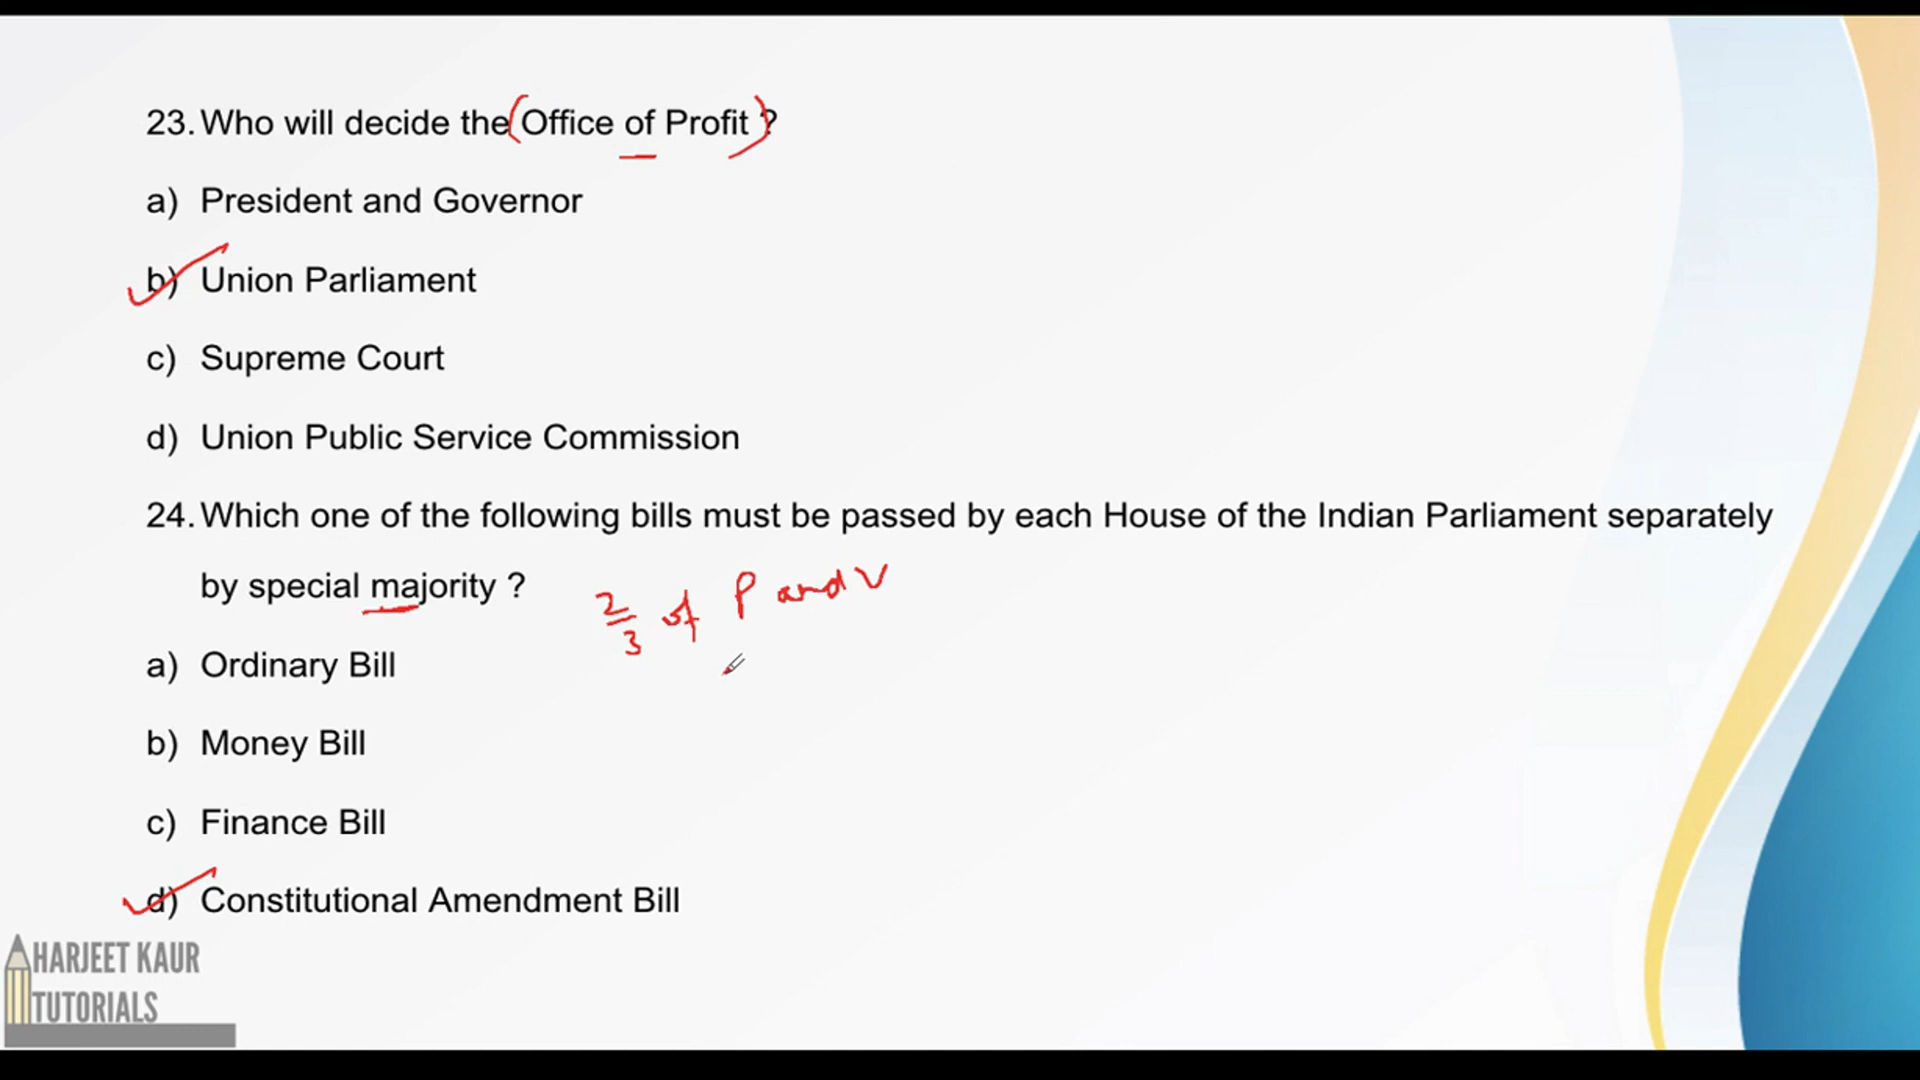 23. Who will decide the (Office of Profit)?
a) President and Governor
b) Union Parliament
c) Supreme Court
d) Union Public Service Commission
24. Which one of the following bills must be passed by each House of the Indian Parliament separately
by special majority ?
2/3 of P and V
a) Ordinary Bill
b) Money Bill
c) Finance Bill
d) Constitutional Amendment Bill
HARJEET KAUR
TUTORIALS